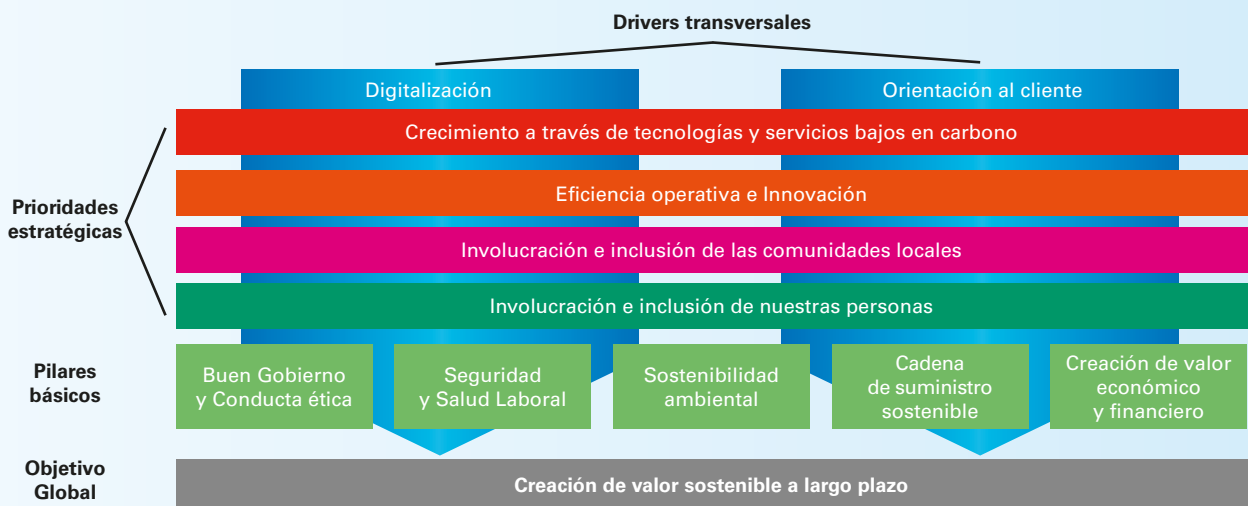 Drivers transversales
Digitalización
Orientación al cliente
Prioridades
estratégicas
Crecimiento a través de tecnologías y servicios bajos en carbono
Eficiencia operativa e Innovación
Involucración e inclusión de las comunidades locales
Involucración e inclusión de nuestras personas
Pilares
básicos
Buen Gobierno
y Conducta ética
Seguridad
y Salud Laboral
Sostenibilidad
ambiental
Cadena
de suministro
sostenible
Creación de valor
económico
y financiero
Objetivo
Global
Creación de valor sostenible a largo plazo